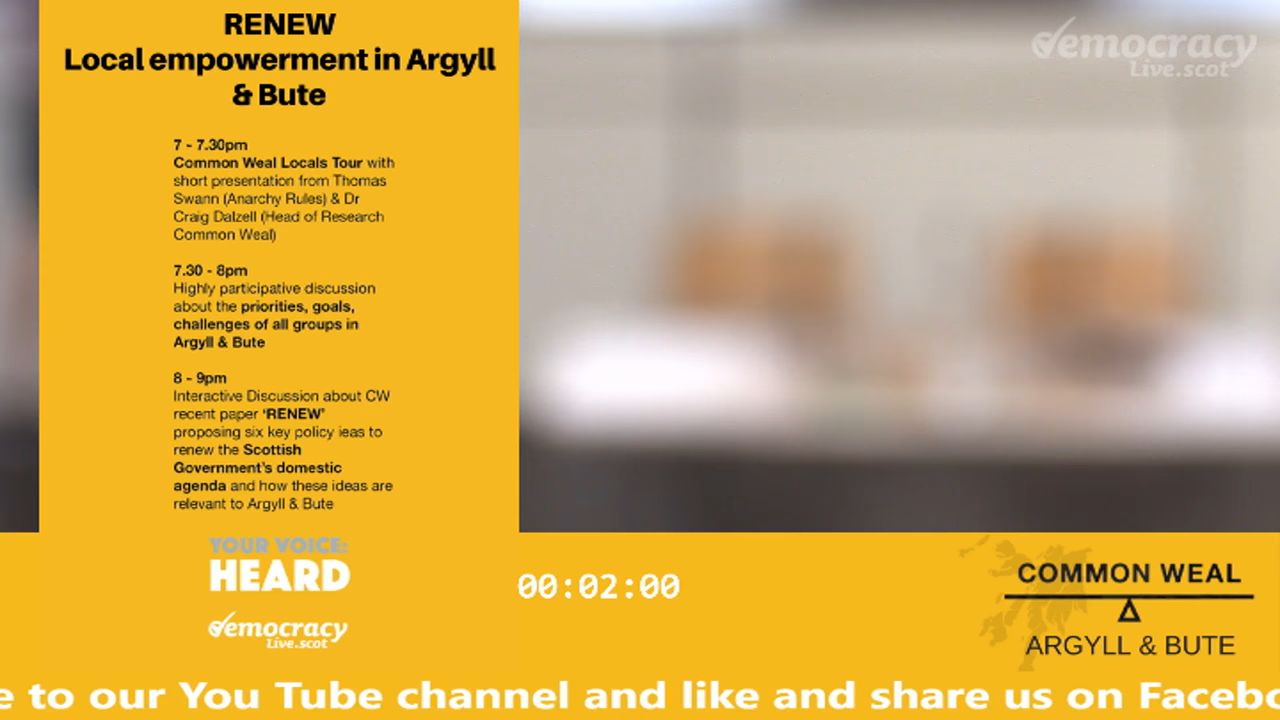 RENEW
Local empowerment in Argyll
& Bute
7 - 7.30pm
Common Weal Locals Tour with
short presentation from Thomas
Swann (Anarchy Rules) & Dr
Craig Dalzell (Head of Research
Common Weal)
7.30 - 8pm
Highly participative discussion
about the priorities, goals,
challenges of all groups in
Argyll & Bute
8 - 9pm
Interactive Discussion about CW
recent paper ‘RENEW’
proposing six key policy ieas to
renew the Scottish
Government's domestic
agenda and how these ideas are
relevant to Argyll & Bute
YOUR VOICE:
HEARD
democracy
Live.scot
democracy
Live.scot
00:02:00
COMMON WEAL
ARGYLL & BUTE
e to our You Tube channel and like and share us on Facebo